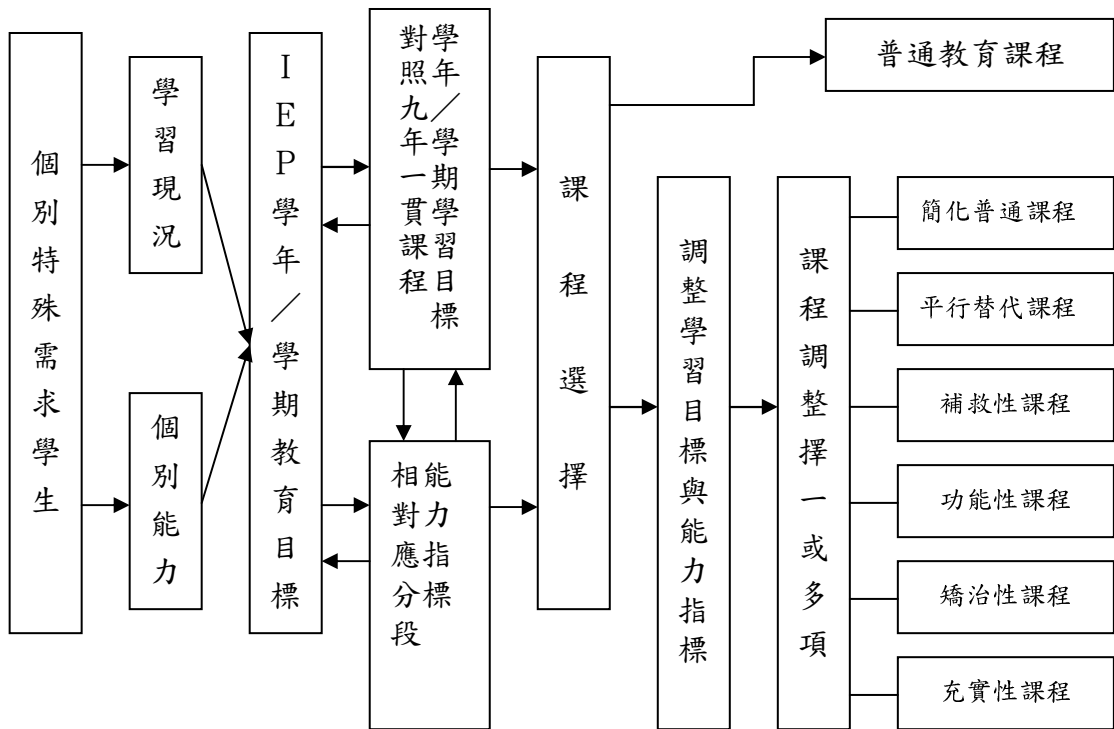 個別特殊需求學生
學習現況
個別能力
IEP學年／學期教育目標
對照九年一貫課程
學年／學期學習目標
相對應分段
能力指標
課程選擇
普通教育課程
調整學習目標與能力指標
課程調整擇一或多項
簡化普通課程
平行替代課程
補救性課程
功能性課程
矯治性課程
充實性課程